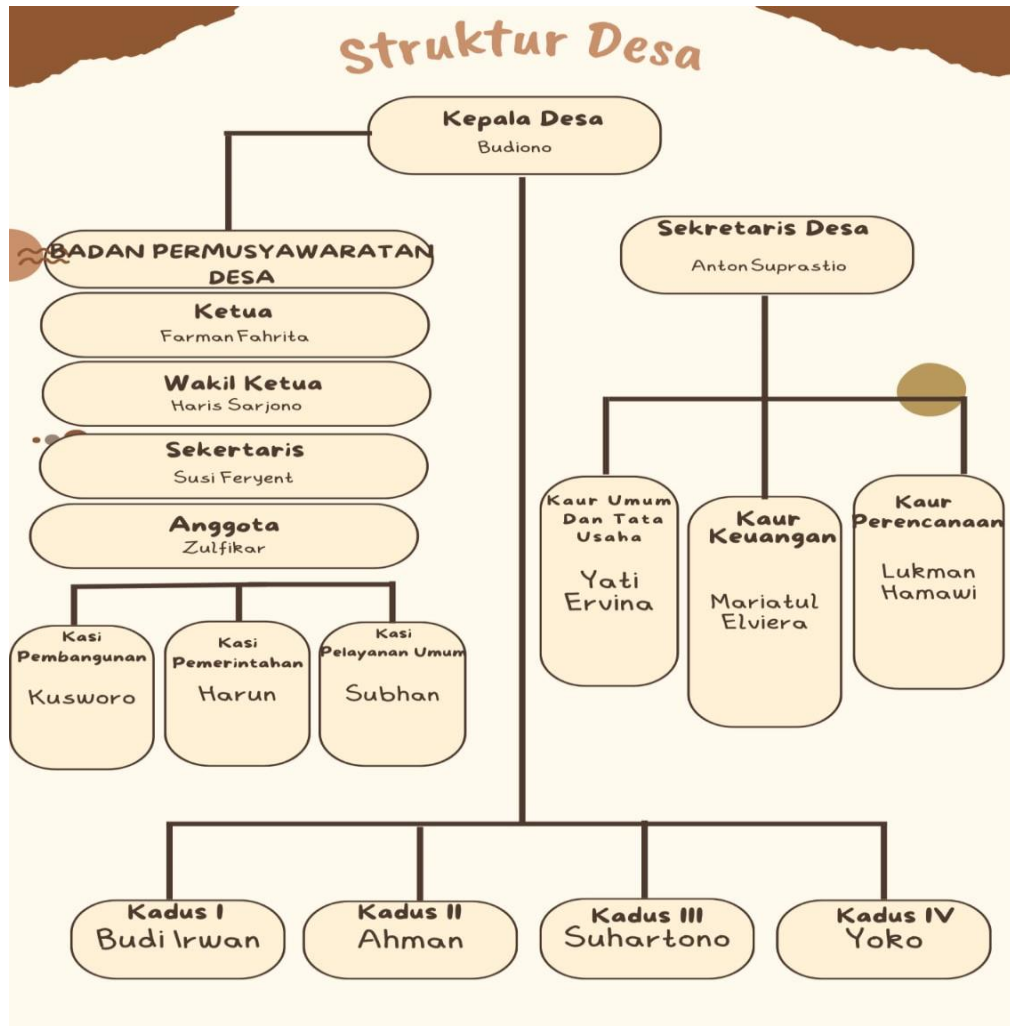 Struktur Desa
Kepala Desa
Budiono
BADAN PERMUSYAWARATAN
DESA
Ketua
Farman Fahrita
Wakil Ketua
Haris Sarjono
Sekertaris
Susi Feryent
Anggota
Zulfikar
Kasi
Pembangunan
Kusworo
Kasi
Pemerintahan
Harun
Kasi
Pelayanan Umum
Subhan
Sekretaris Desa
Anton Suprastio
Kaur Umum
Dan Tata
Usaha
Yati
Ervina
Kaur
Keuangan
Mariatul
Elviera
Kaur
Perencanaan
Lukman
Hamawi
Kadus I
Budi Irwan
Kadus II
Ahman
Kadus III
Suhartono
Kadus IV
Yoko